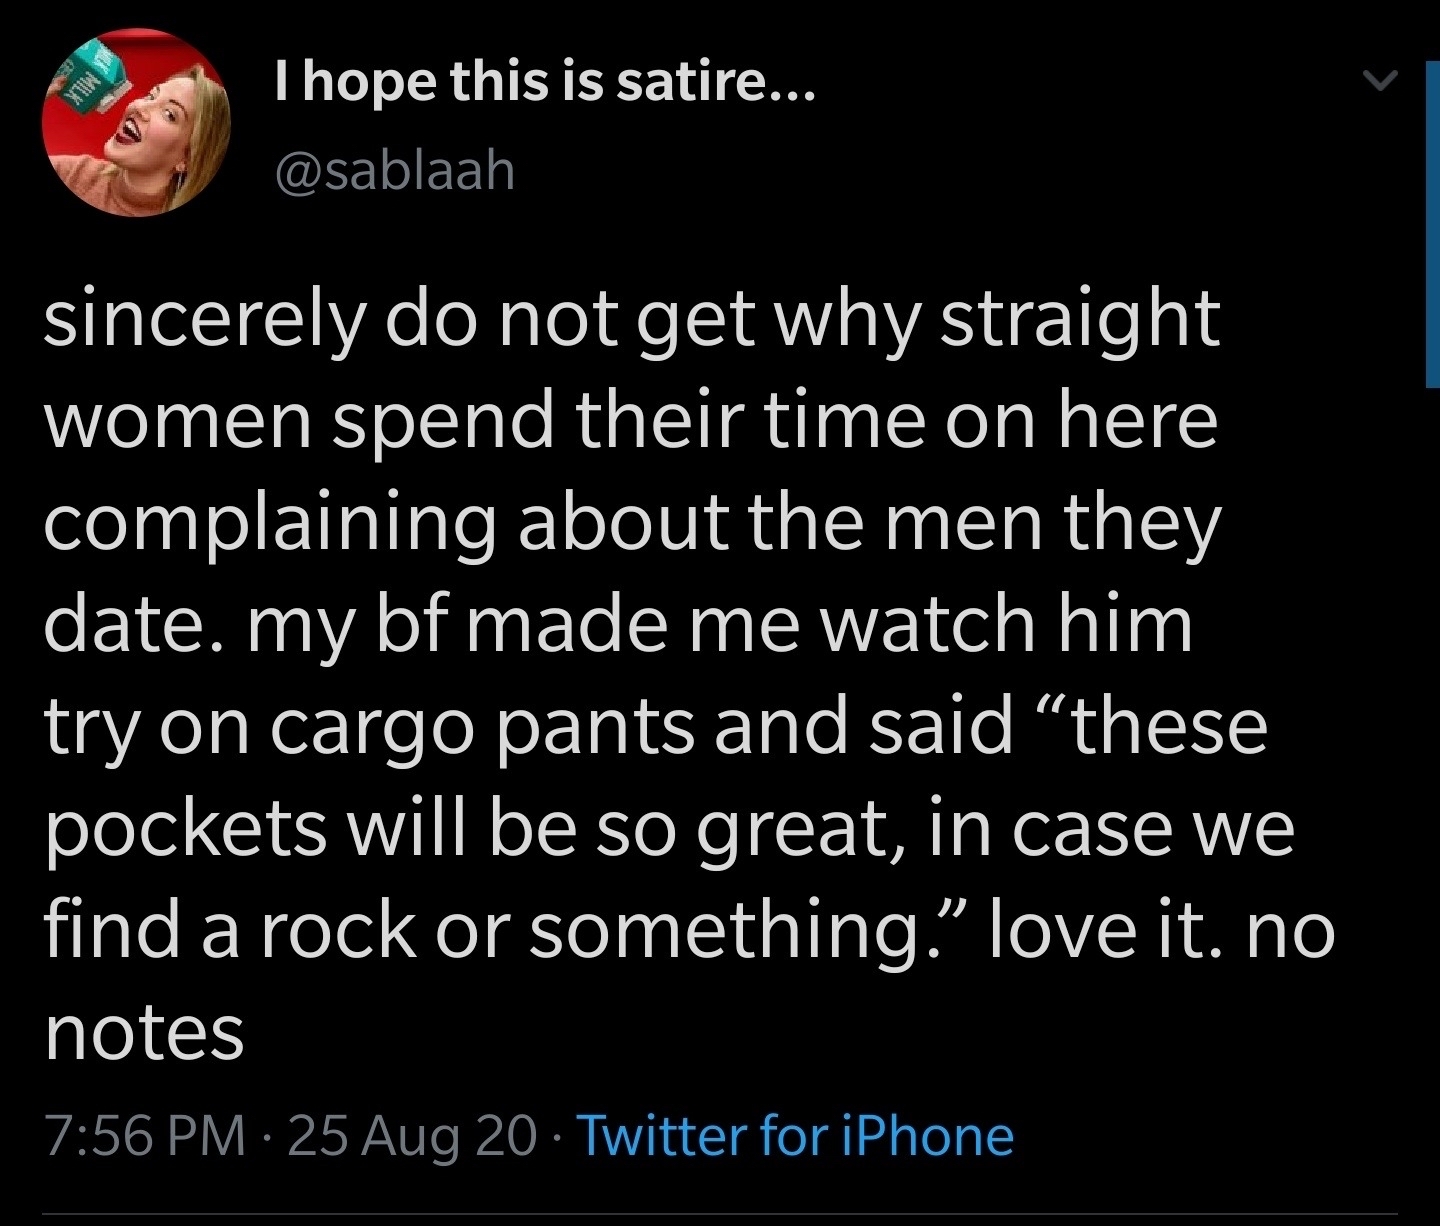 MILK
I hope this is satire...
@sablaah
sincerely do not get why straight
women spend their time on here
complaining about the men they
date. my bf made me watch him
try on cargo pants and said “these
pockets will be so great, in case we
find a rock or something.” love it. no
notes
7:56 PM · 25 Aug 20 · Twitter for iPhone